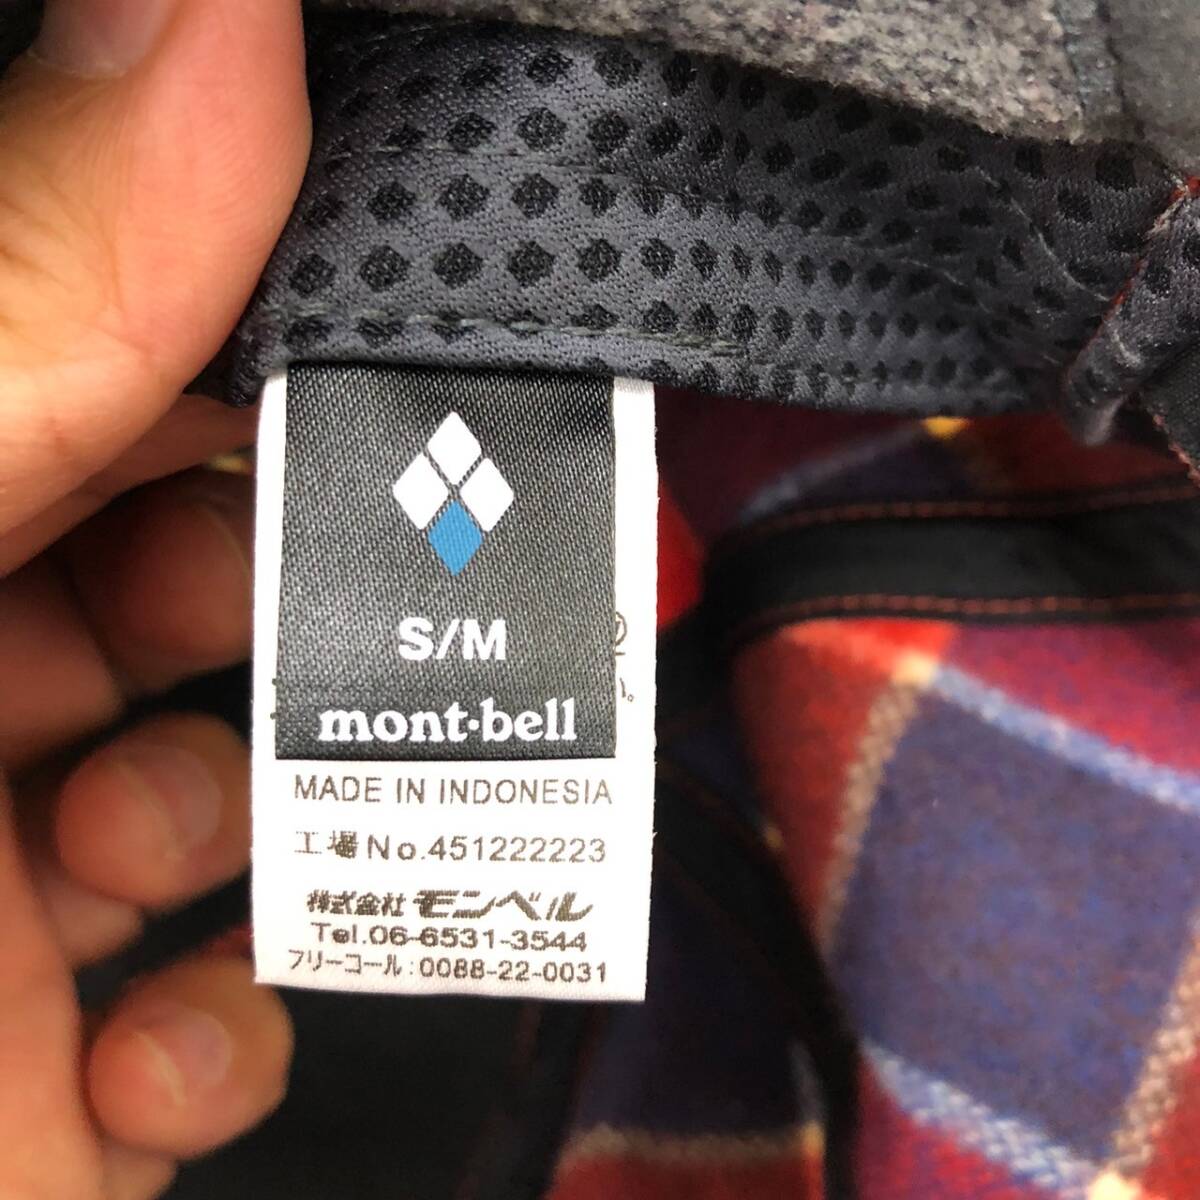 S/M
mont·bell
MADE IN INDONESIA
工場No.451222223
株式会社 モンベル
Tel.06-6531-3544
フリーコール:0088-22-0031